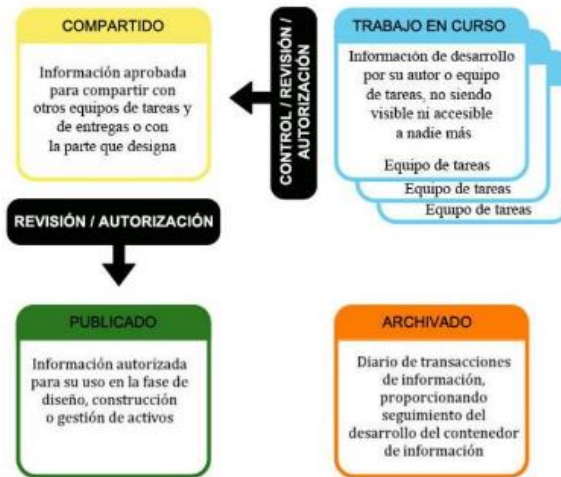 COMPARTIDO
Información aprobada
para compartir con
otros equipos de tareas y
de entregas o con
la parte que designa
CONTROL / REVISIÓN /
AUTORIZACIÓN
TRABAJO EN CURSO
Información de desarrollo
por su autor o equipo
de tareas, no siendo
visible ni accesible
a nadie más
Equipo de tareas
Equipo de tareas
Equipo de tareas
REVISIÓN / AUTORIZACIÓN
PUBLICADO
Información autorizada
para su uso en la fase de
diseño, construcción
o gestión de activos
ARCHIVADO
Diario de transacciones
de información,
proporcionando
seguimiento del
desarrollo del contenedor
de información